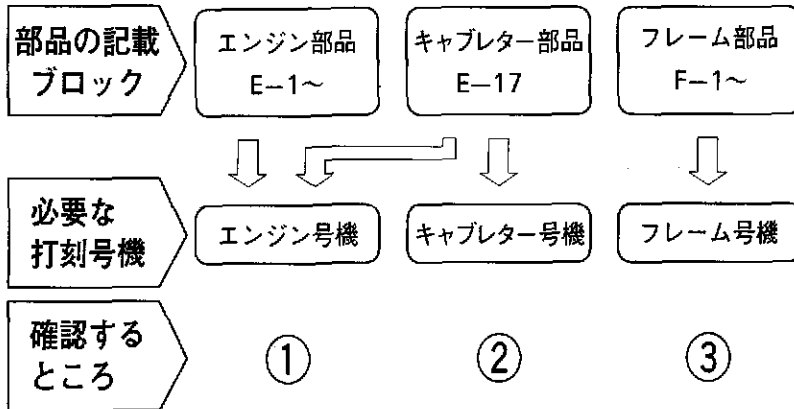 部品の記載
ブロック
エンジン部品
E－1～
キャブレター部品
E－17
フレーム部品
F－1～
必要な
打刻号機
エンジン号機
キャブレター号機
フレーム号機
確認する
ところ
①
②
③